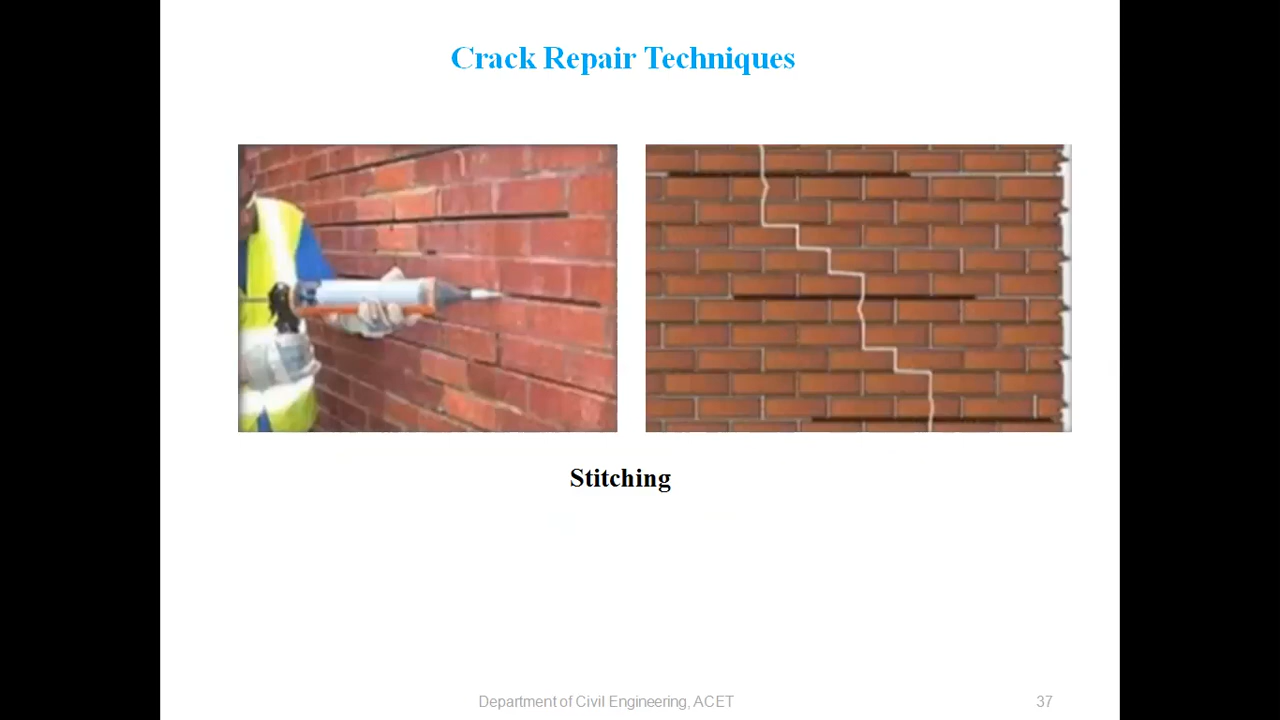 Crack Repair Techniques
Stitching
Department of Civil Engineering, ACET
37